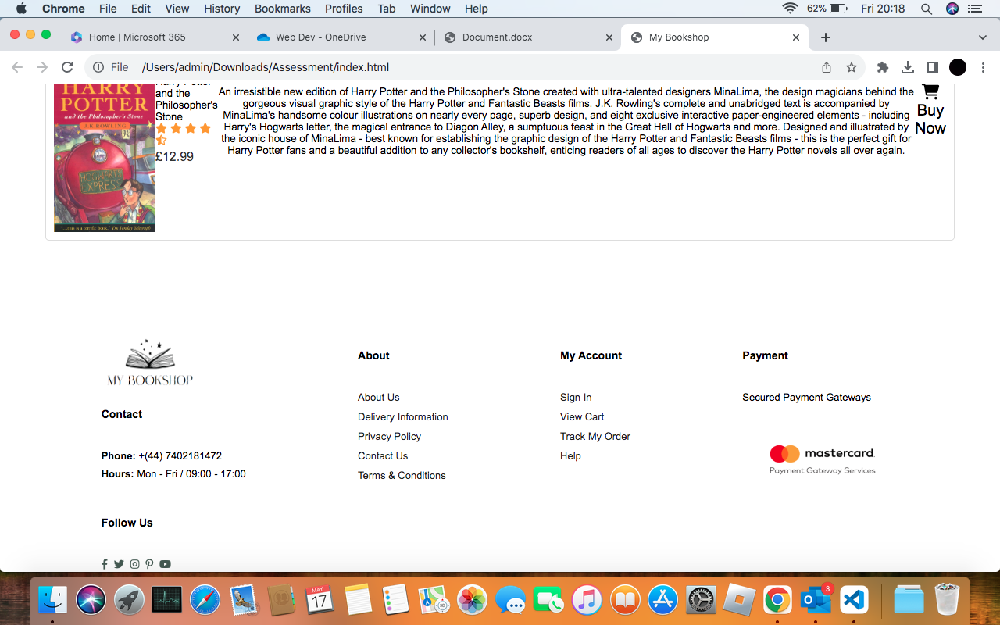 Chrome File Edit View History Bookmarks Profiles Tab Window Help 62% Fri 20:18
Home | Microsoft 365 Web Dev - OneDrive Document.docx My Bookshop
File /Users/admin/Downloads/Assessment/index.html
HARRY
POTTER
and the Philosopher's Stone
J.K.ROWLING
HOGWARTS
EXPRESS
Harry Potter
and the
Philosopher's
Stone
£12.99
An irresistible new edition of Harry Potter and the Philosopher's Stone created with ultra-talented designers MinaLima, the design magicians behind the
gorgeous visual graphic style of the Harry Potter and Fantastic Beasts films. J.K. Rowling's complete and unabridged text is accompanied by
MinaLima's handsome colour illustrations on nearly every page, superb design, and eight exclusive interactive paper-engineered elements - including
Harry's Hogwarts letter, the magical entrance to Diagon Alley, a sumptuous feast in the Great Hall of Hogwarts and more. Designed and illustrated by
the iconic house of MinaLima - best known for establishing the graphic design of the Harry Potter and Fantastic Beasts films - this is the perfect gift for
Harry Potter fans and a beautiful addition to any collector's bookshelf, enticing readers of all ages to discover the Harry Potter novels all over again.
Buy
Now
MY BOOKSHOP
Contact
Phone: +(44) 7402181472
Hours: Mon - Fri / 09:00 - 17:00
Follow Us
About
About Us
Delivery Information
Privacy Policy
Contact Us
Terms & Conditions
My Account
Sign In
View Cart
Track My Order
Help
Payment
Secured Payment Gateways
mastercard.
Payment Gateway Services
MAY
17
3